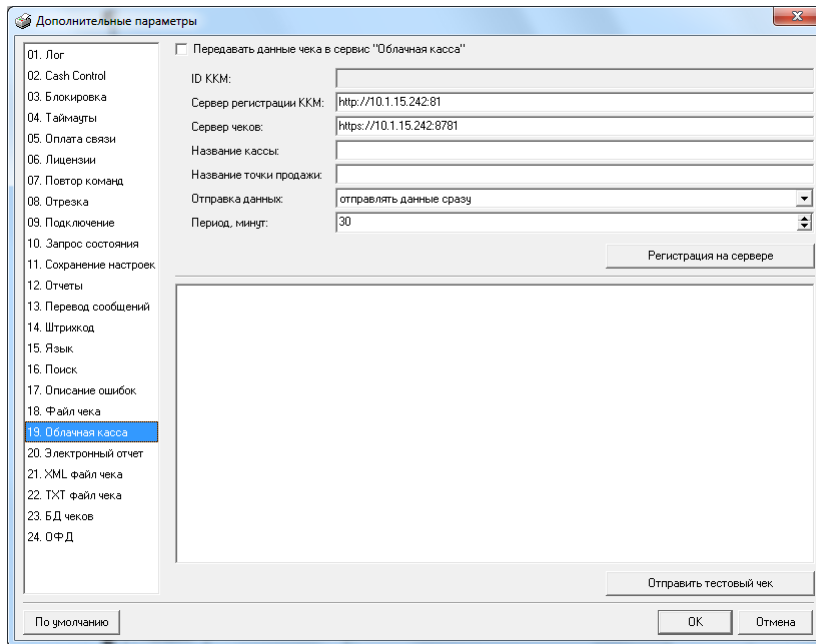 Дополнительные параметры
01. Лог
02. Cash Control
03. Блокировка
04. Таймауты
05. Оплата связи
06. Лицензии
07. Повтор команд
08. Отрезка
09. Подключение
10. Запрос состояния
11. Сохранение настроек
12. Отчеты
13. Перевод сообщений
14. Штрихкод
15. Язык
16. Поиск
17. Описание ошибок
18. Файл чека
19. Облачная касса
20. Электронный отчет
21. XML файл чека
22. TXT файл чека
23. БД чеков
24. ОФД
Передавать данные чека в сервис "Облачная касса"
ID ККМ:
Сервер регистрации ККМ: http://10.1.15.242:81
Сервер чеков: https://10.1.15.242:8781
Название кассы:
Название точки продажи:
Отправка данных: отправлять данные сразу
Период, минут: 30
Регистрация на сервере
Отправить тестовый чек
По умолчанию
OK
Отмена